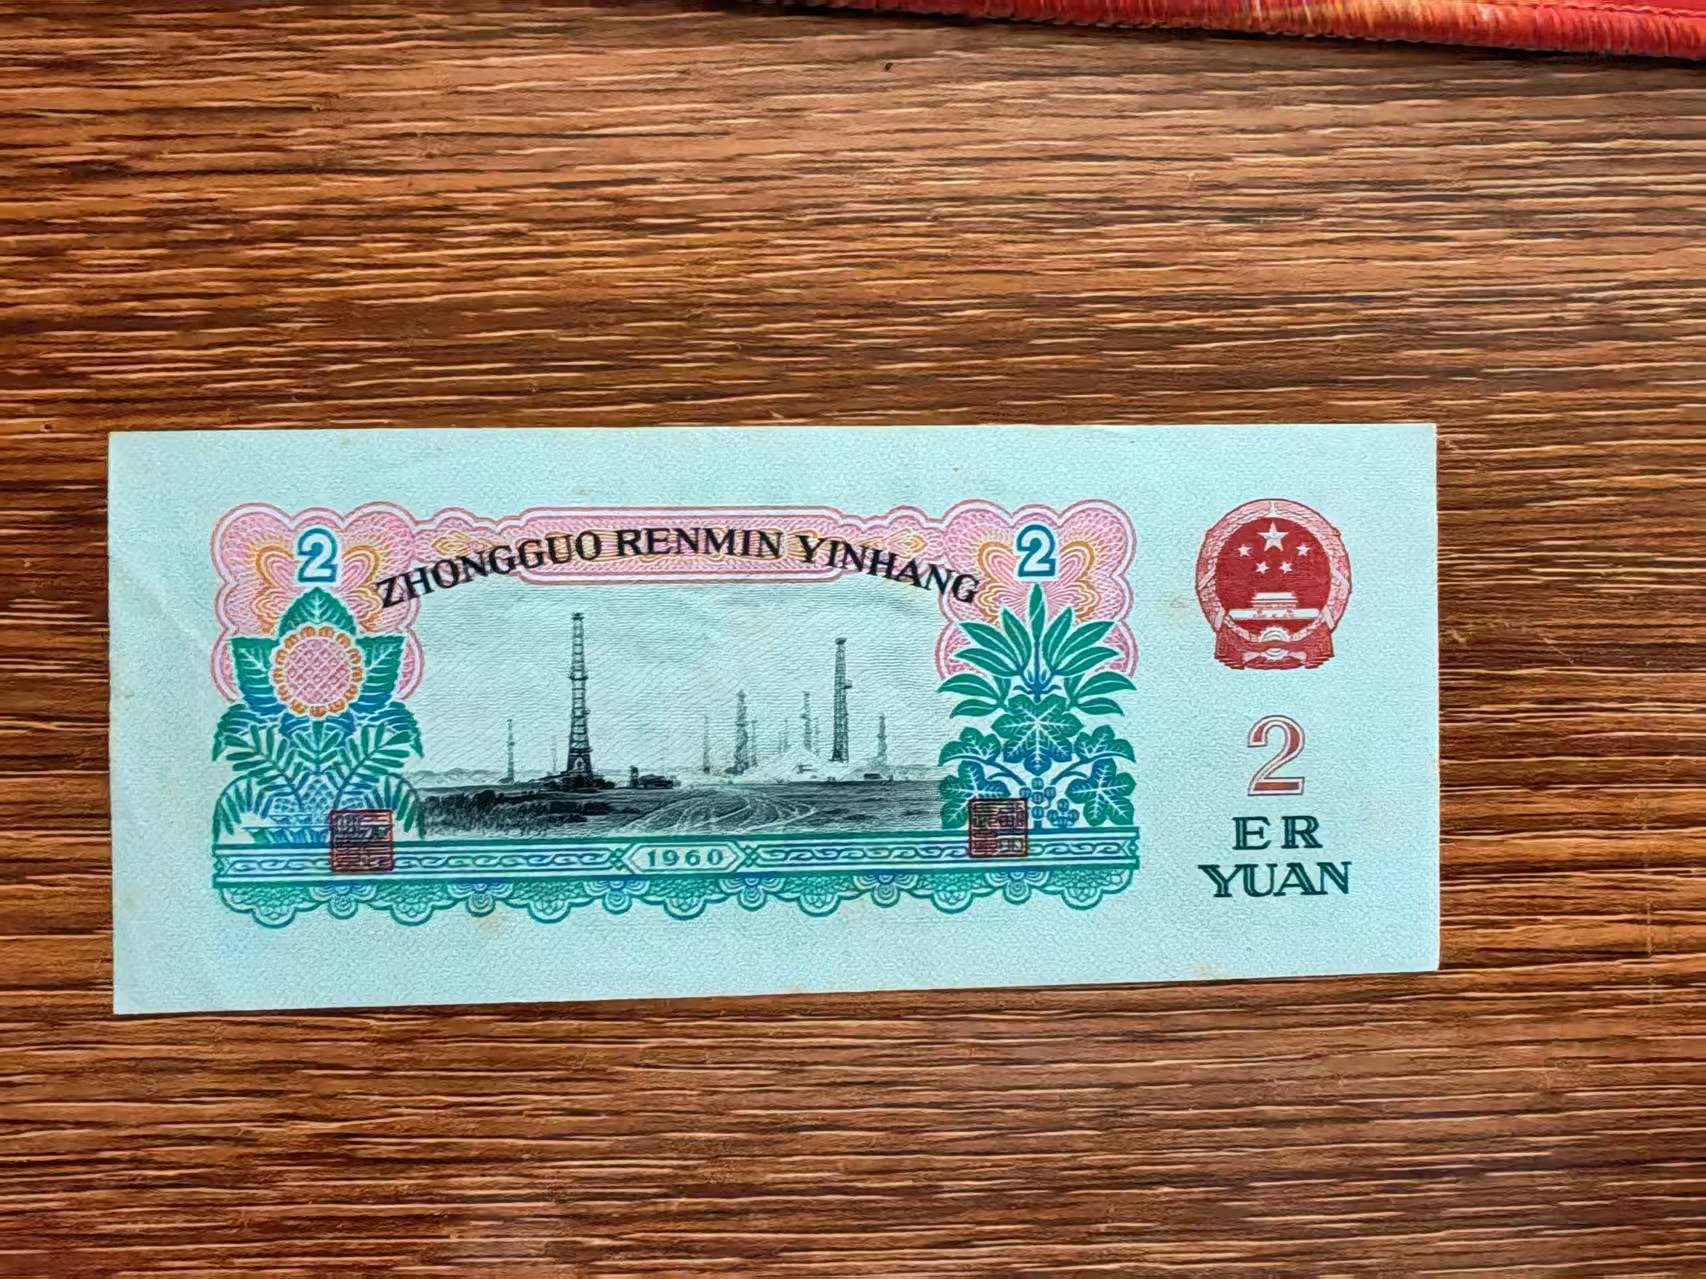 2
2
ZHONGGUO RENMIN YINHANG
1960
2
ER
YUAN